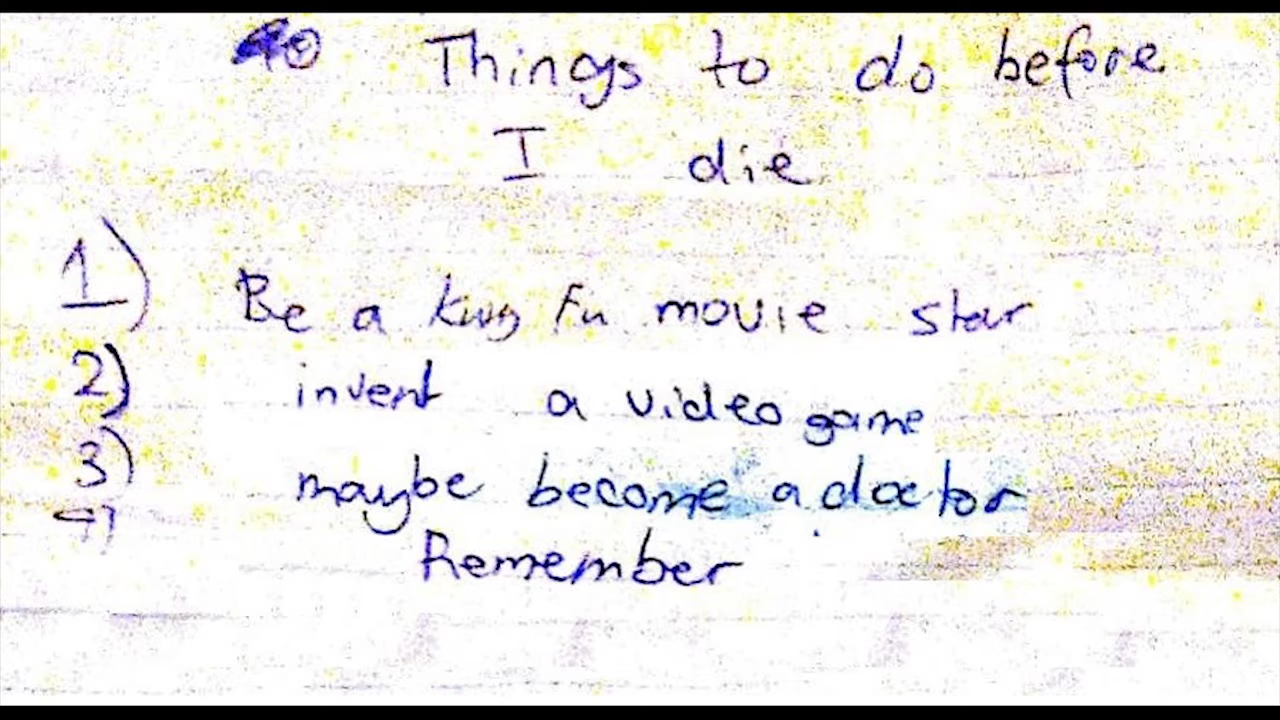 40 Things to do before
I die
1) Be a Kung Fu movie star
2) invent a video game
3) maybe become a doctor
Remember